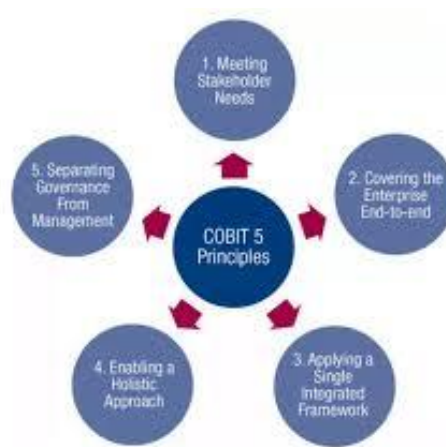 1. Meeting
Stakeholder
Needs
5. Separating
Governance
From
Management
2. Covering the
Enterprise
End-to-end
COBIT 5
Principles
4. Enabling a
Holistic
Approach
3. Applying a
Single
Integrated
Framework